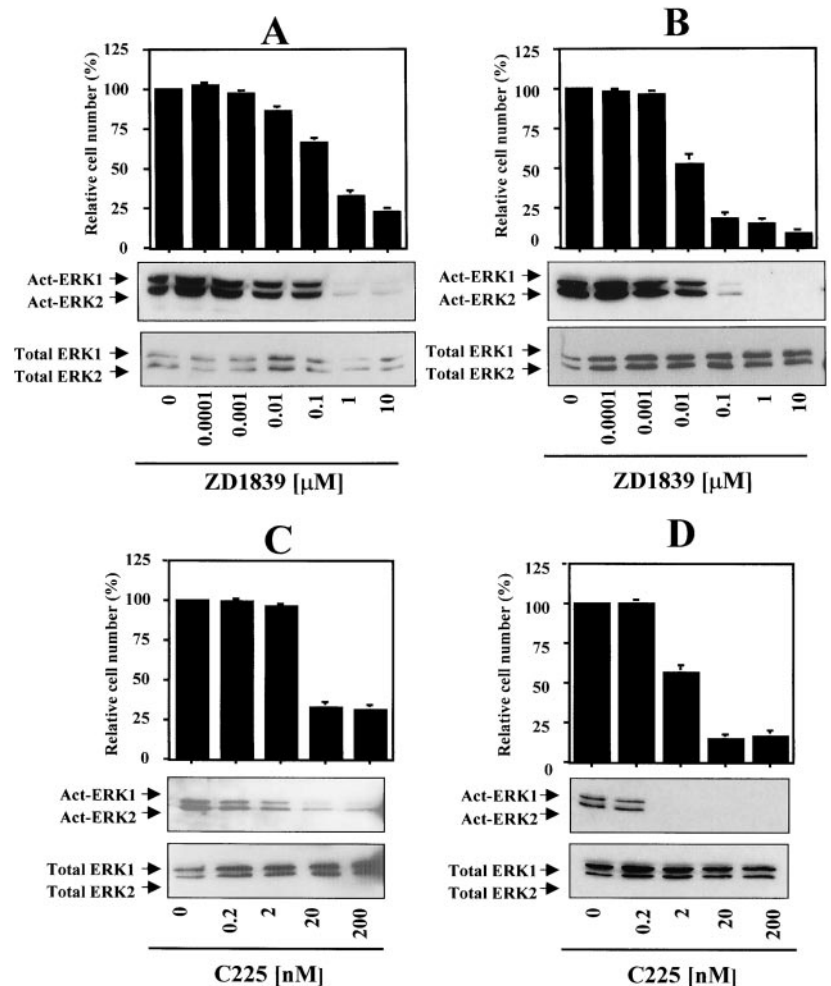 A
Relative cell number (%)
125
100
75
50
25
0
Act-ERK1
Act-ERK2
Total ERK1
Total ERK2
0 0.0001 0.001 0.01 0.1 1 10
ZD1839 [μM]
B
Relative cell number (%)
125
100
75
50
25
0
Act-ERK1
Act-ERK2
Total ERK1
Total ERK2
0 0.0001 0.001 0.01 0.1 1 10
ZD1839 [μM]
C
Relative cell number (%)
125
100
75
50
25
0
Act-ERK1
Act-ERK2
Total ERK1
Total ERK2
0 0.2 2 20 200
C225 [nM]
D
Relative cell number (%)
125
100
75
50
25
0
Act-ERK1
Act-ERK2
Total ERK1
Total ERK2
0 0.2 2 20 200
C225 [nM]